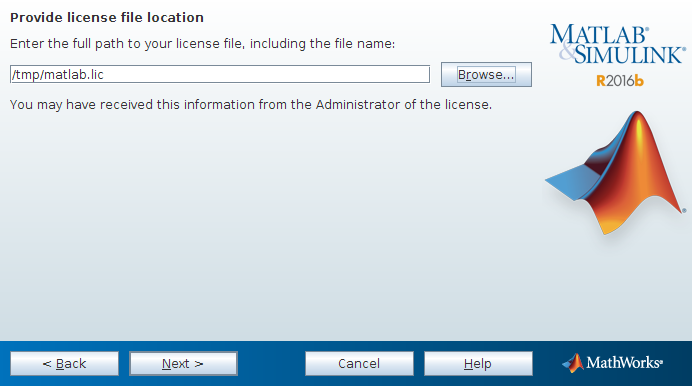 Provide license file location
Enter the full path to your license file, including the file name:
/tmp/matlab.lic
Browse...
You may have received this information from the Administrator of the license.
MATLAB®
&SIMULINK®
R2016b
< Back
Next >
Cancel
Help
MathWorks®